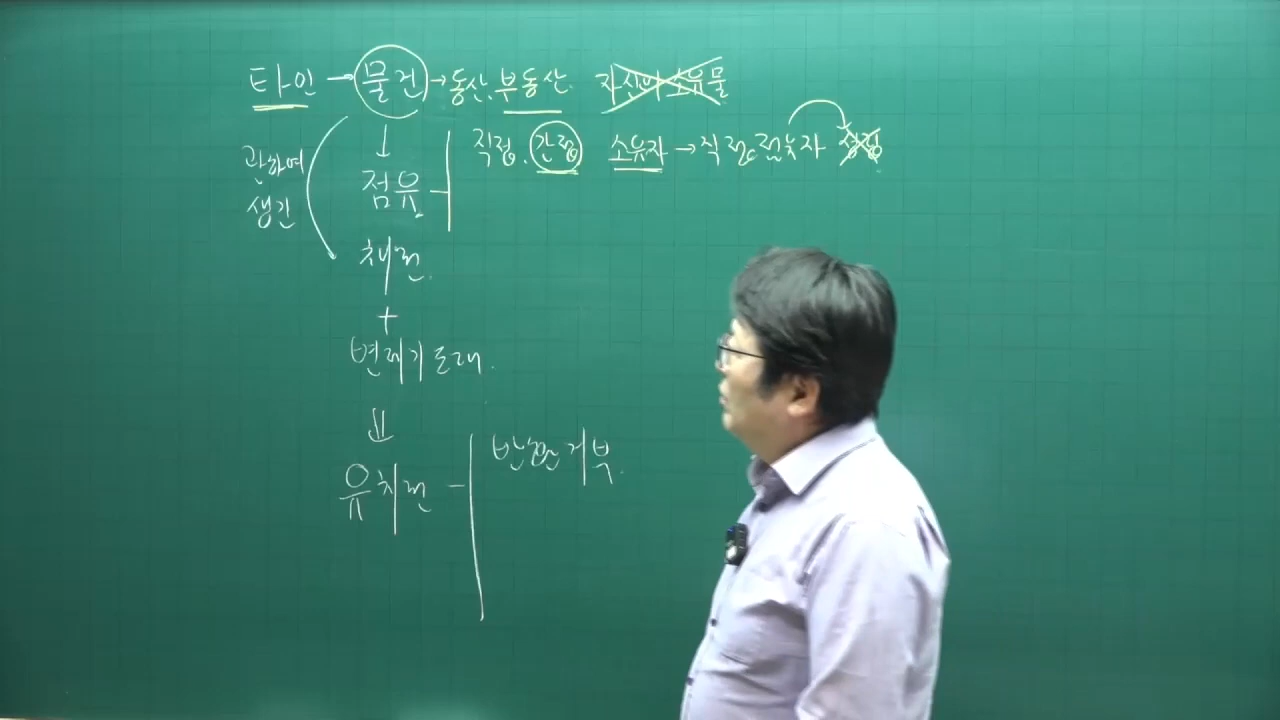 타인 → 물건 → 동산, 부동산. 자신의 소유물
관하여 생긴
점유 직접, 간접 소유자 → 직접점유자
채권.
+
변제기 도래.
⇓
유치권 - 반환거부.